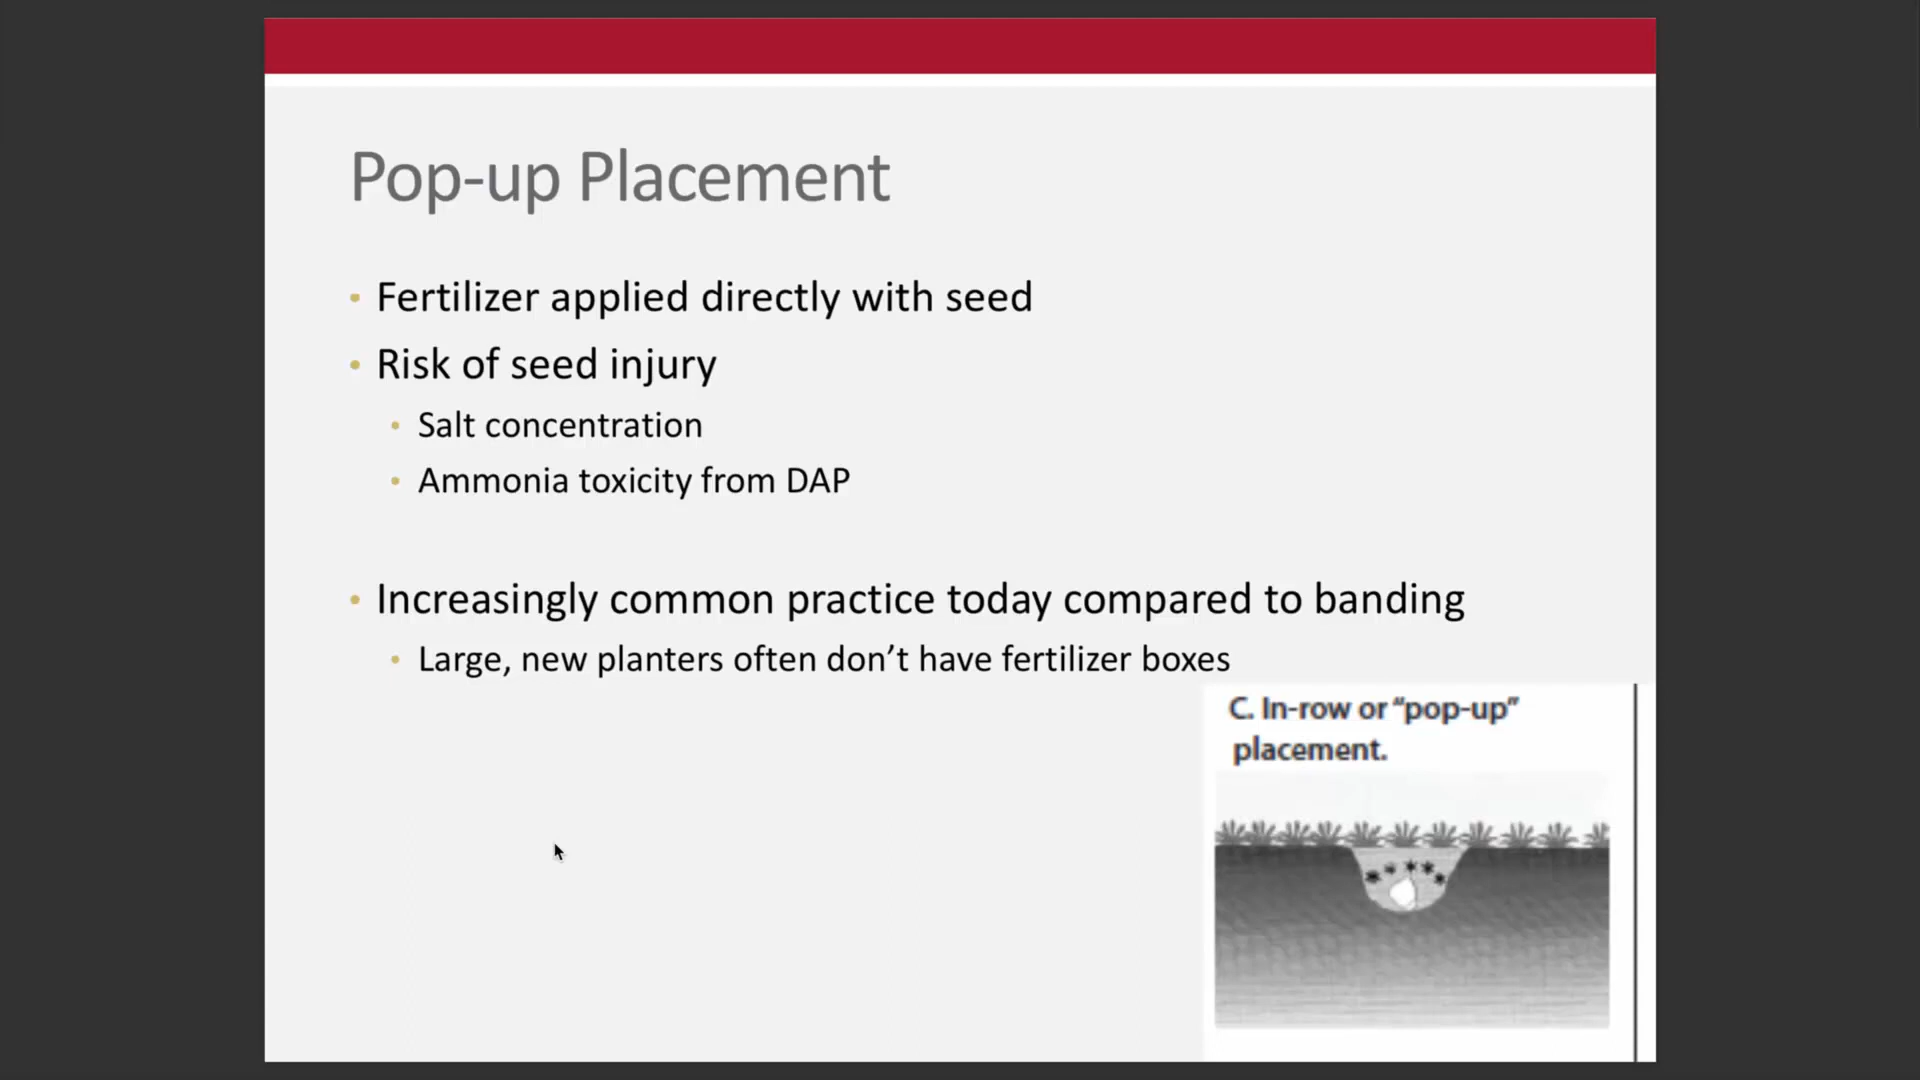 Pop-up Placement
• Fertilizer applied directly with seed
• Risk of seed injury
• Salt concentration
• Ammonia toxicity from DAP
• Increasingly common practice today compared to banding
• Large, new planters often don’t have fertilizer boxes
C. In-row or “pop-up”
placement.